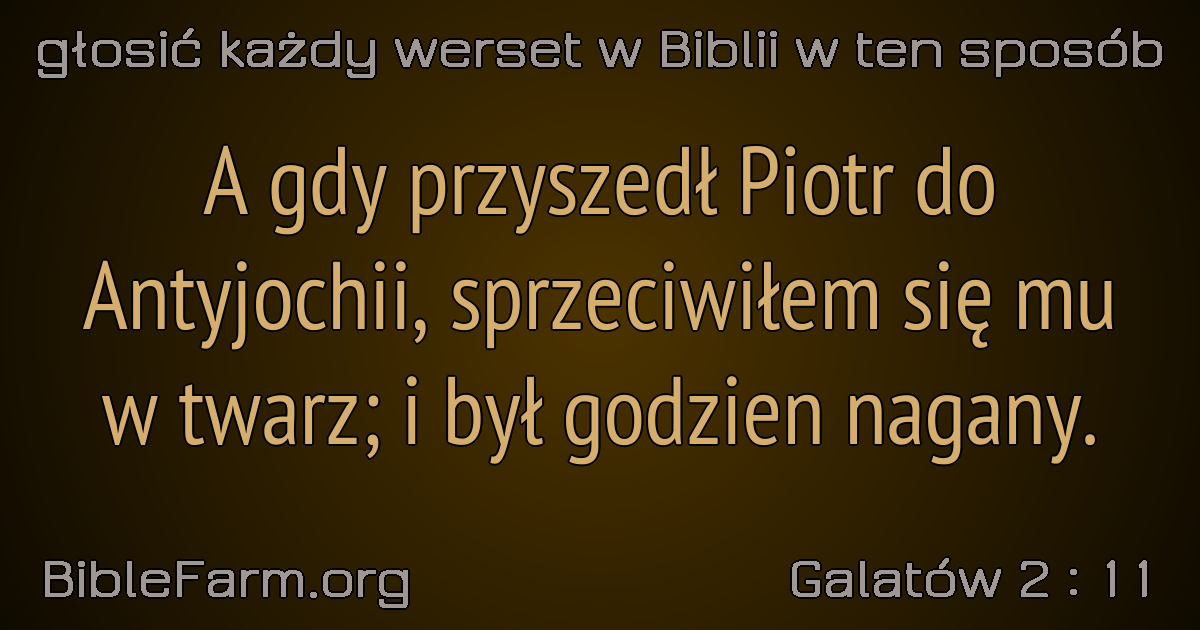 głosić każdy werset w Biblii w ten sposób
A gdy przyszedł Piotr do
Antyjochii, sprzeciwiłem się mu
w twarz; i był godzien nagany.
BibleFarm.org
Galatów 2 : 11